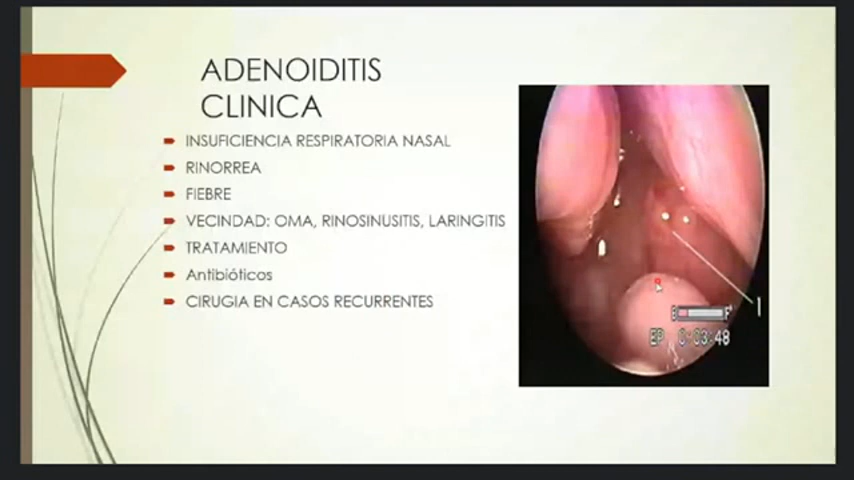 ADENOIDITIS
CLINICA
INSUFICIENCIA RESPIRATORIA NASAL
RINORREA
FIEBRE
VECINDAD: OMA, RINOSINUSITIS, LARINGITIS
TRATAMIENTO
Antibióticos
CIRUGIA EN CASOS RECURRENTES
1
EP 0:03:48